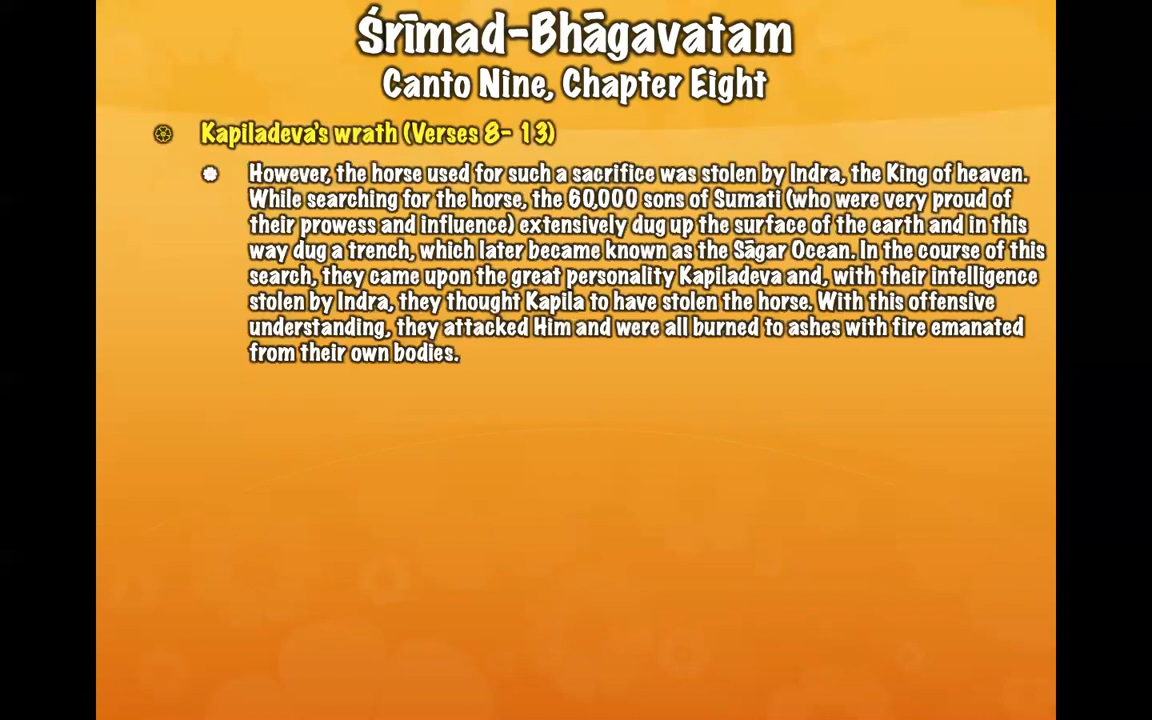 Śrīmad-Bhāgavatam
Canto Nine, Chapter Eight
Kapiladeva's wrath (Verses 8- 13)
However, the horse used for such a sacrifice was stolen by Indra, the King of heaven.
While searching for the horse, the 60,000 sons of Sumati (who were very proud of
their prowess and influence) extensively dug up the surface of the earth and in this
way dug a trench, which later became known as the Sāgar Ocean. In the course of this
search, they came upon the great personality Kapiladeva and, with their intelligence
stolen by Indra, they thought Kapila to have stolen the horse. With this offensive
understanding, they attacked Him and were all burned to ashes with fire emanated
from their own bodies.